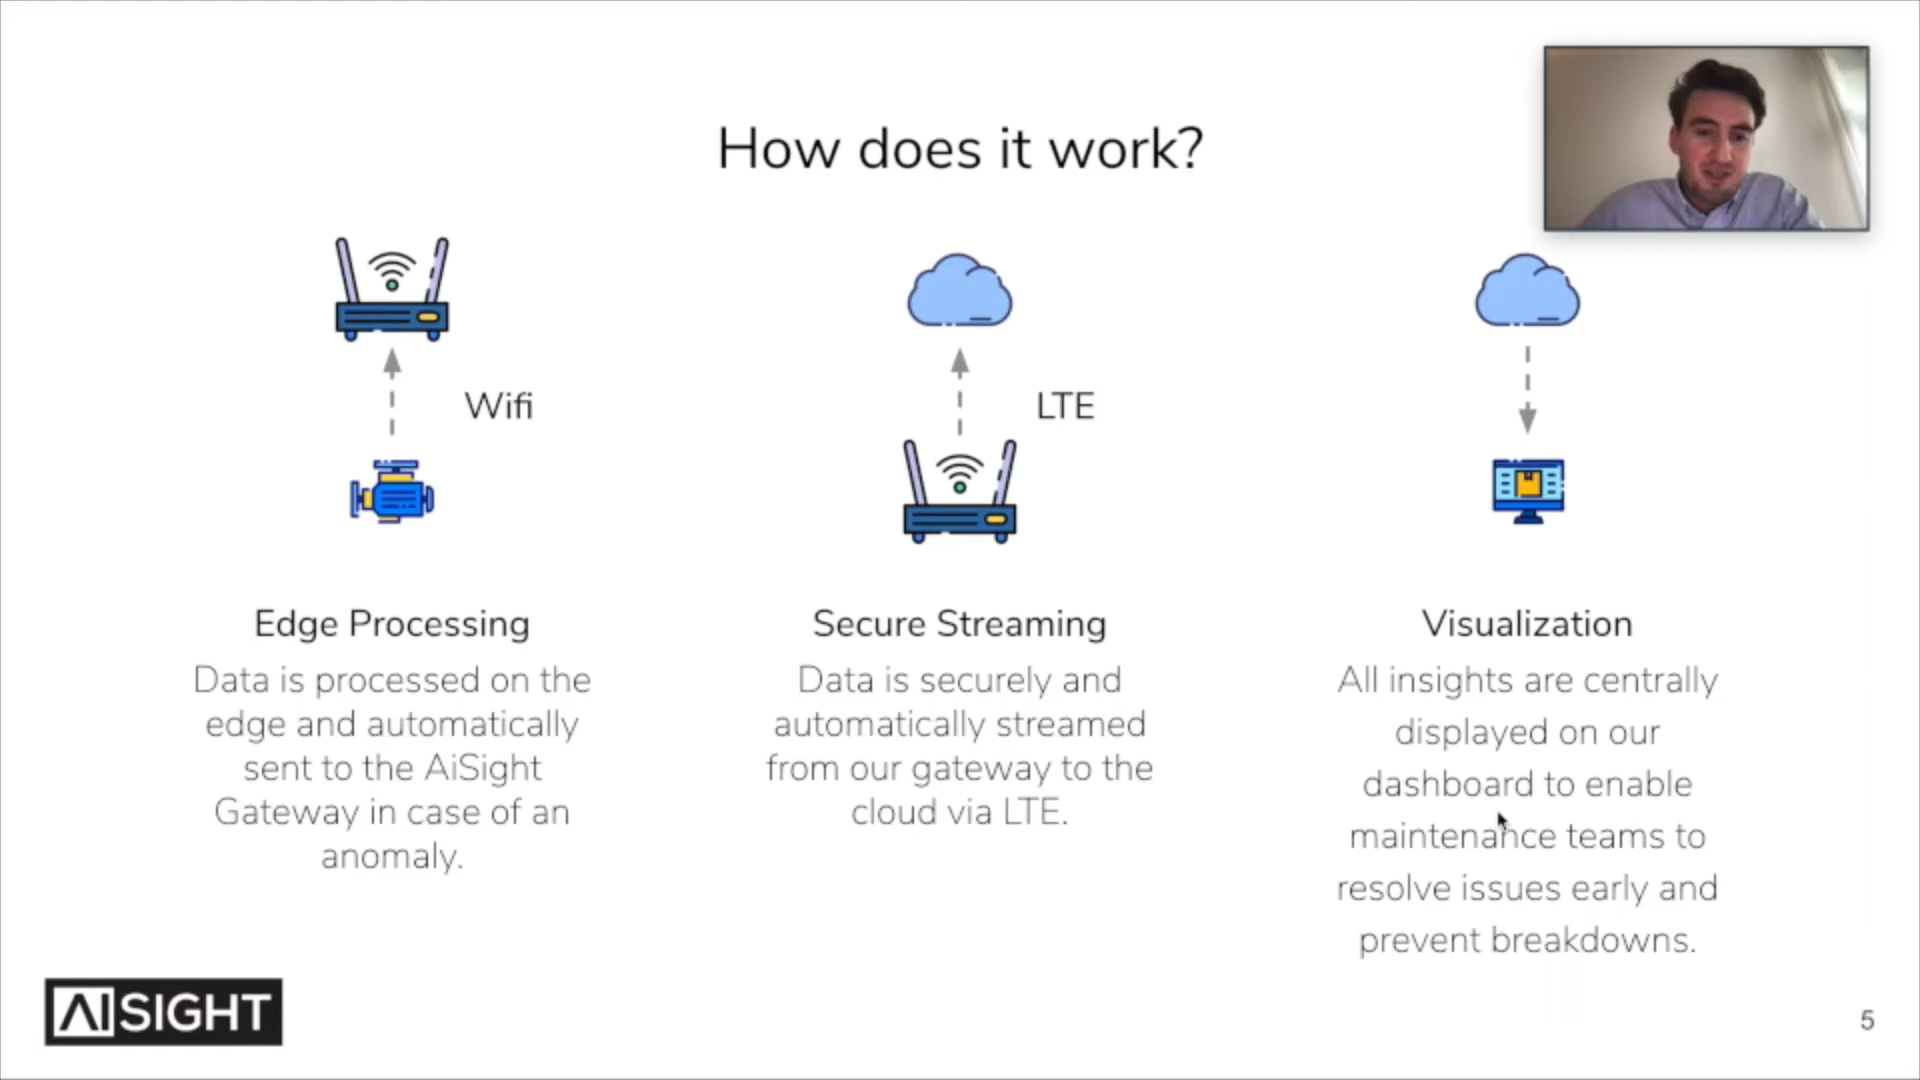 How does it work?
Wifi
LTE
Edge Processing
Data is processed on the
edge and automatically
sent to the AiSight
Gateway in case of an
anomaly.
Secure Streaming
Data is securely and
automatically streamed
from our gateway to the
cloud via LTE.
Visualization
All insights are centrally
displayed on our
dashboard to enable
maintenance teams to
resolve issues early and
prevent breakdowns.
AISIGHT
5